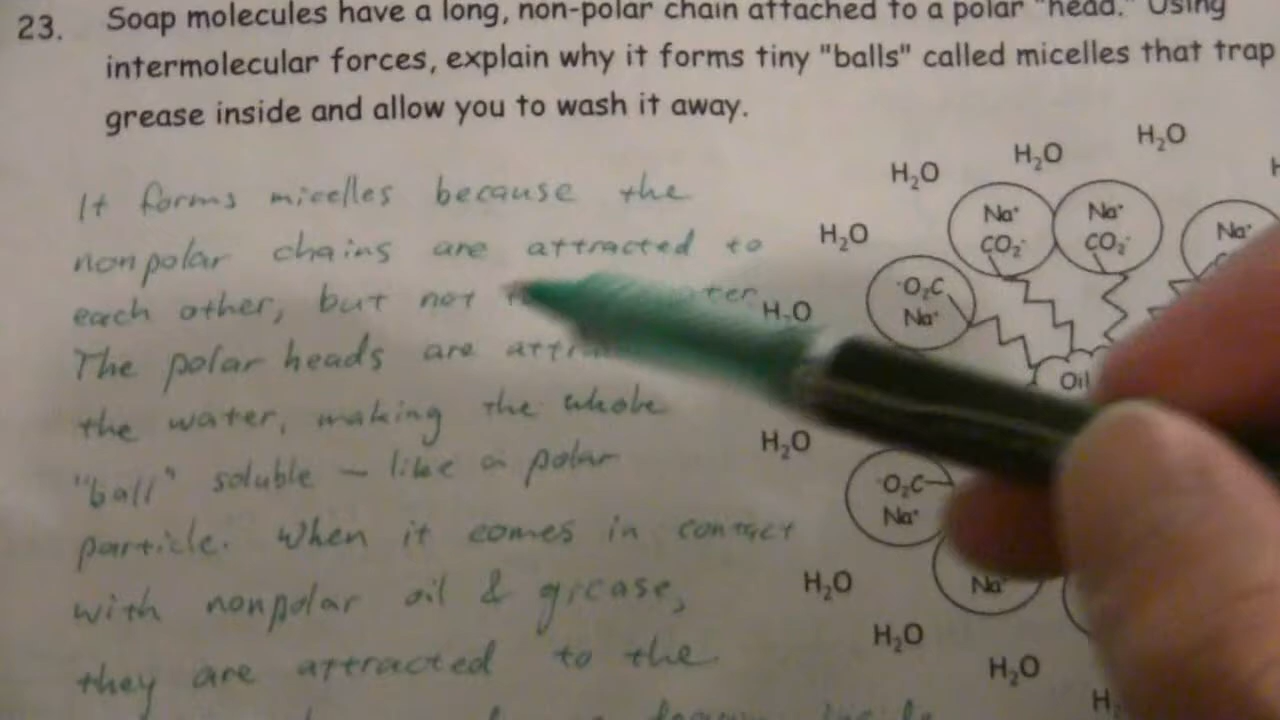 23. Soap molecules have a long, non-polar chain attached to a polar "head." Using
intermolecular forces, explain why it forms tiny "balls" called micelles that trap
grease inside and allow you to wash it away.
It forms micelles because the
nonpolar chains are attracted to
each other, but not
The polar heads are
the water, making the whole
"ball" soluble – like a polar
particle. When it comes in contact
with nonpolar oil & grease,
they are attracted to the
H₂O
H₂O
H₂O
H₂O
H₂O
Na⁺
CO₂⁻
Na⁺
CO₂⁻
Na⁺
⁻O₂C
Na⁺
Oil
H₂O
⁻O₂C
Na⁺
Na⁺
H₂O
H₂O
H₂O